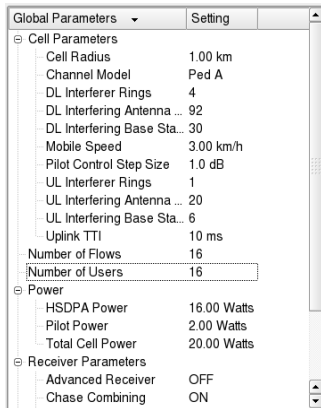 Global Parameters Setting
Cell Parameters
Cell Radius 1.00 km
Channel Model Ped A
DL Interferer Rings 4
DL Interfering Antenna ... 92
DL Interfering Base Sta... 30
Mobile Speed 3.00 km/h
Pilot Control Step Size 1.0 dB
UL Interferer Rings 1
UL Interfering Antenna ... 20
UL Interfering Base Sta... 6
Uplink TTI 10 ms
Number of Flows 16
Number of Users 16
Power
HSDPA Power 16.00 Watts
Pilot Power 2.00 Watts
Total Cell Power 20.00 Watts
Receiver Parameters
Advanced Receiver OFF
Chase Combining ON